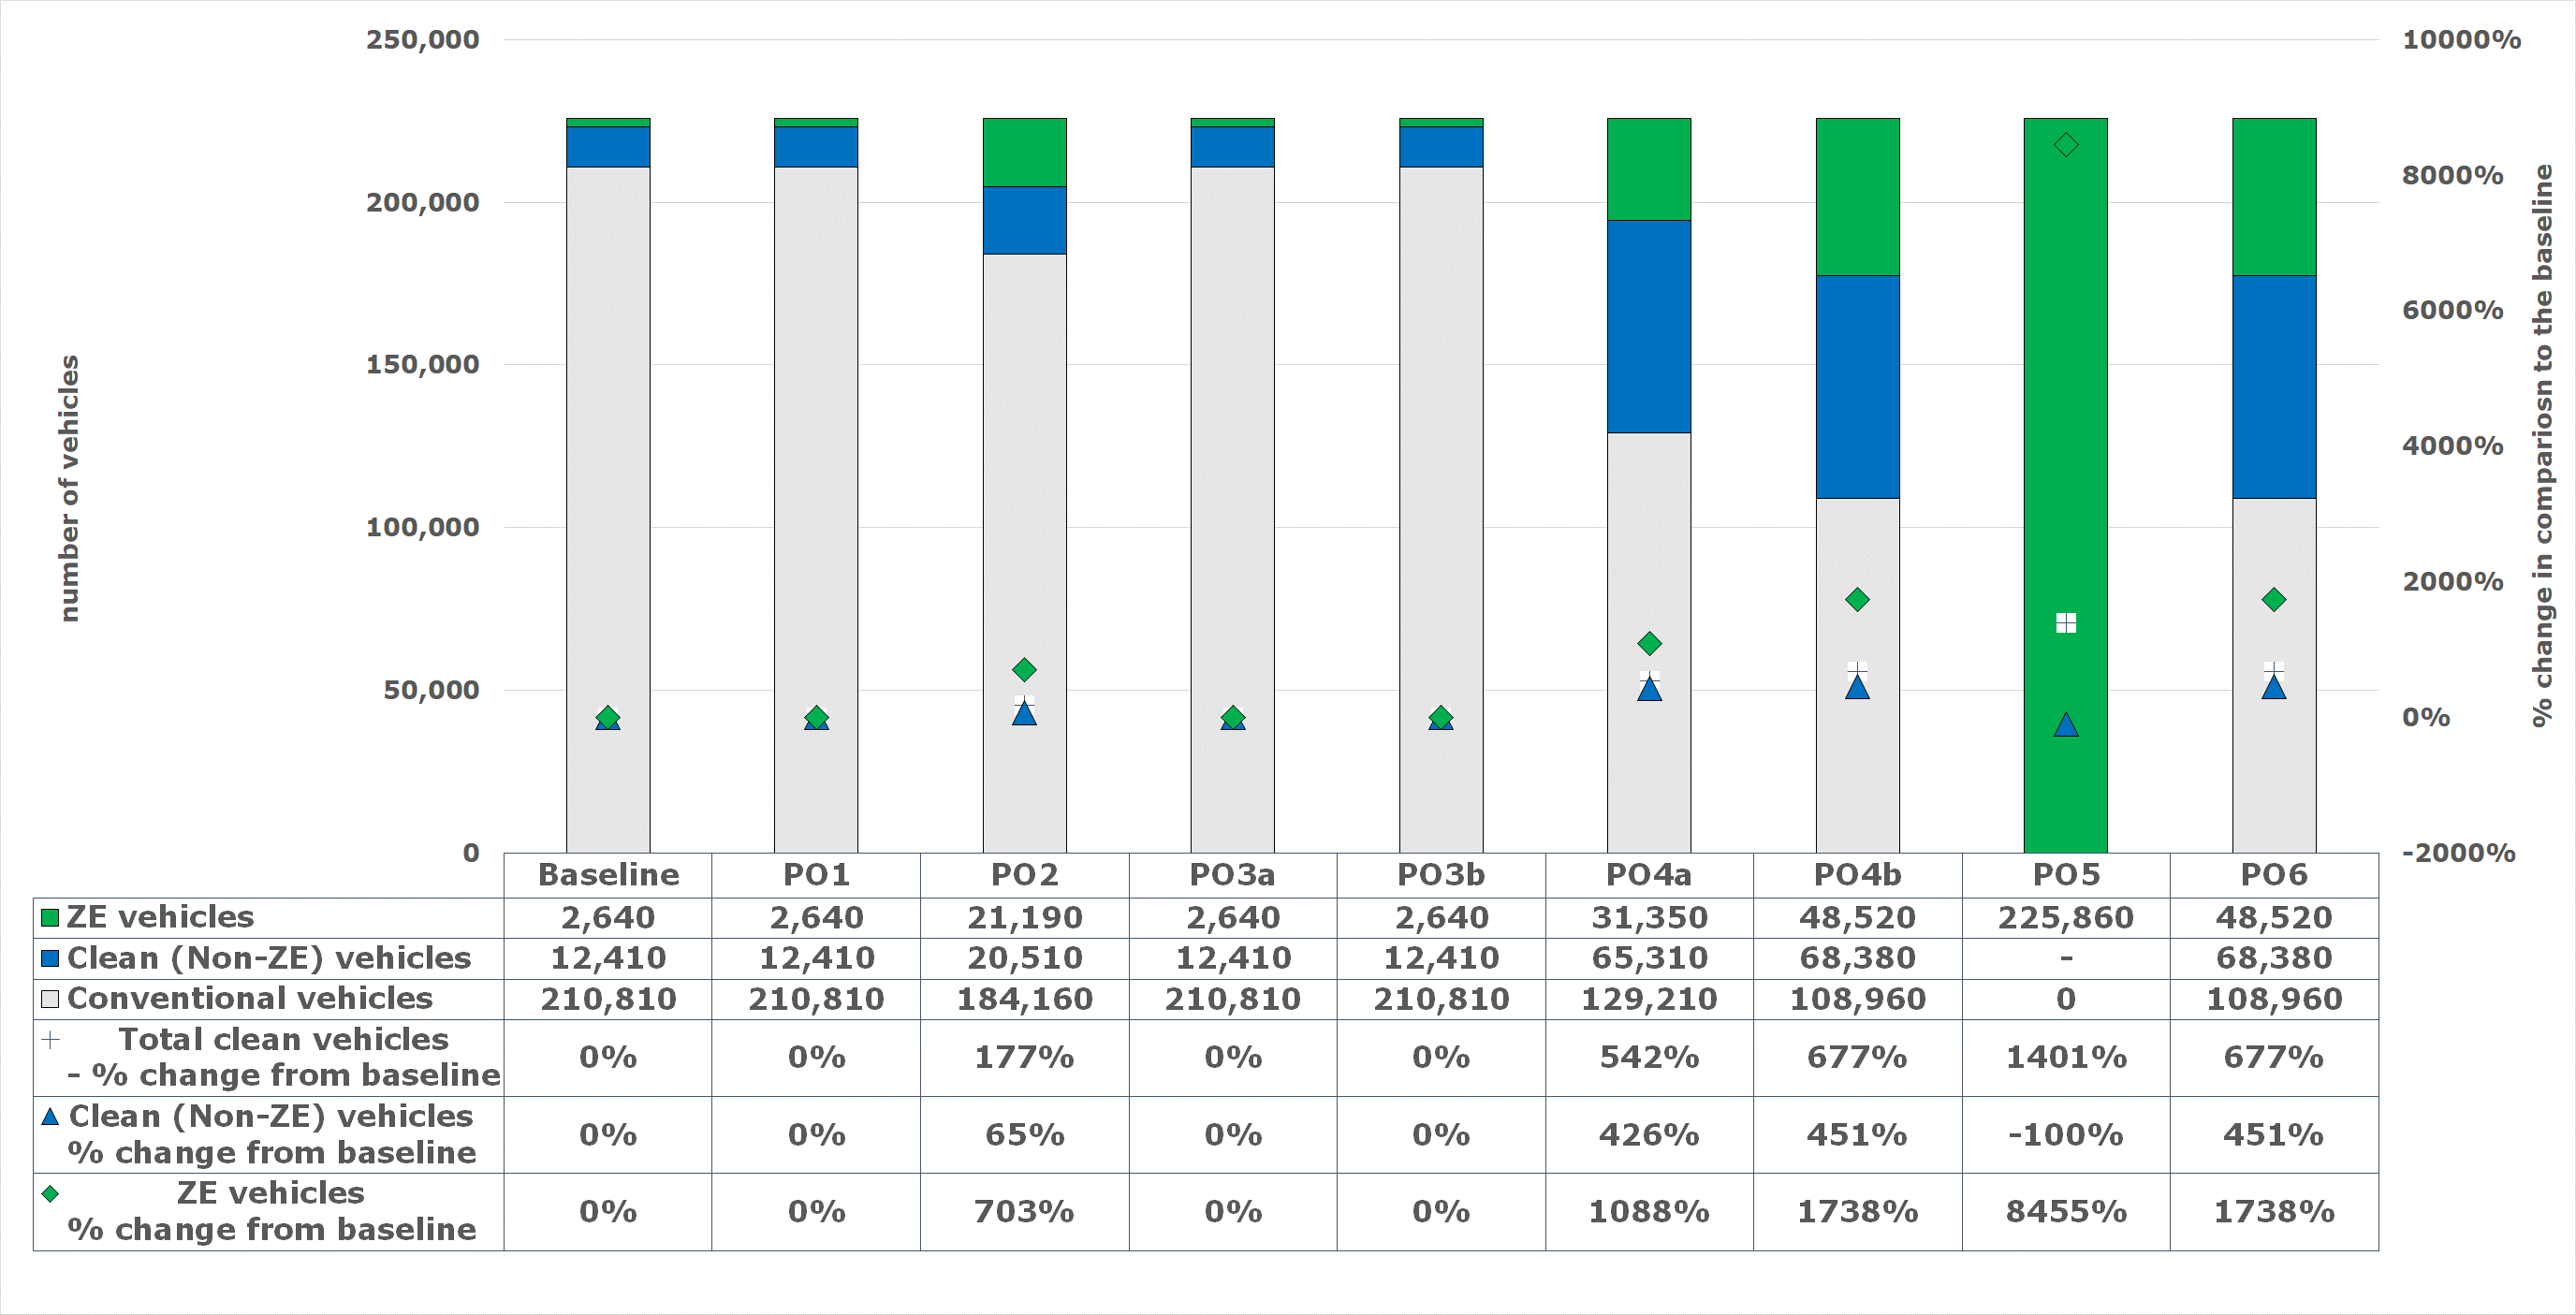 250,000
200,000
150,000
100,000
50,000
0
number of vehicles
10000%
8000%
6000%
4000%
2000%
0%
-2000%
% change in compariosn to the baseline
Baseline PO1 PO2 PO3a PO3b PO4a PO4b PO5 PO6
ZE vehicles 2,640 2,640 21,190 2,640 2,640 31,350 48,520 225,860 48,520
Clean (Non-ZE) vehicles 12,410 12,410 20,510 12,410 12,410 65,310 68,380 - 68,380
Conventional vehicles 210,810 210,810 184,160 210,810 210,810 129,210 108,960 0 108,960
Total clean vehicles
- % change from baseline 0% 0% 177% 0% 0% 542% 677% 1401% 677%
Clean (Non-ZE) vehicles
% change from baseline 0% 0% 65% 0% 0% 426% 451% -100% 451%
ZE vehicles
% change from baseline 0% 0% 703% 0% 0% 1088% 1738% 8455% 1738%